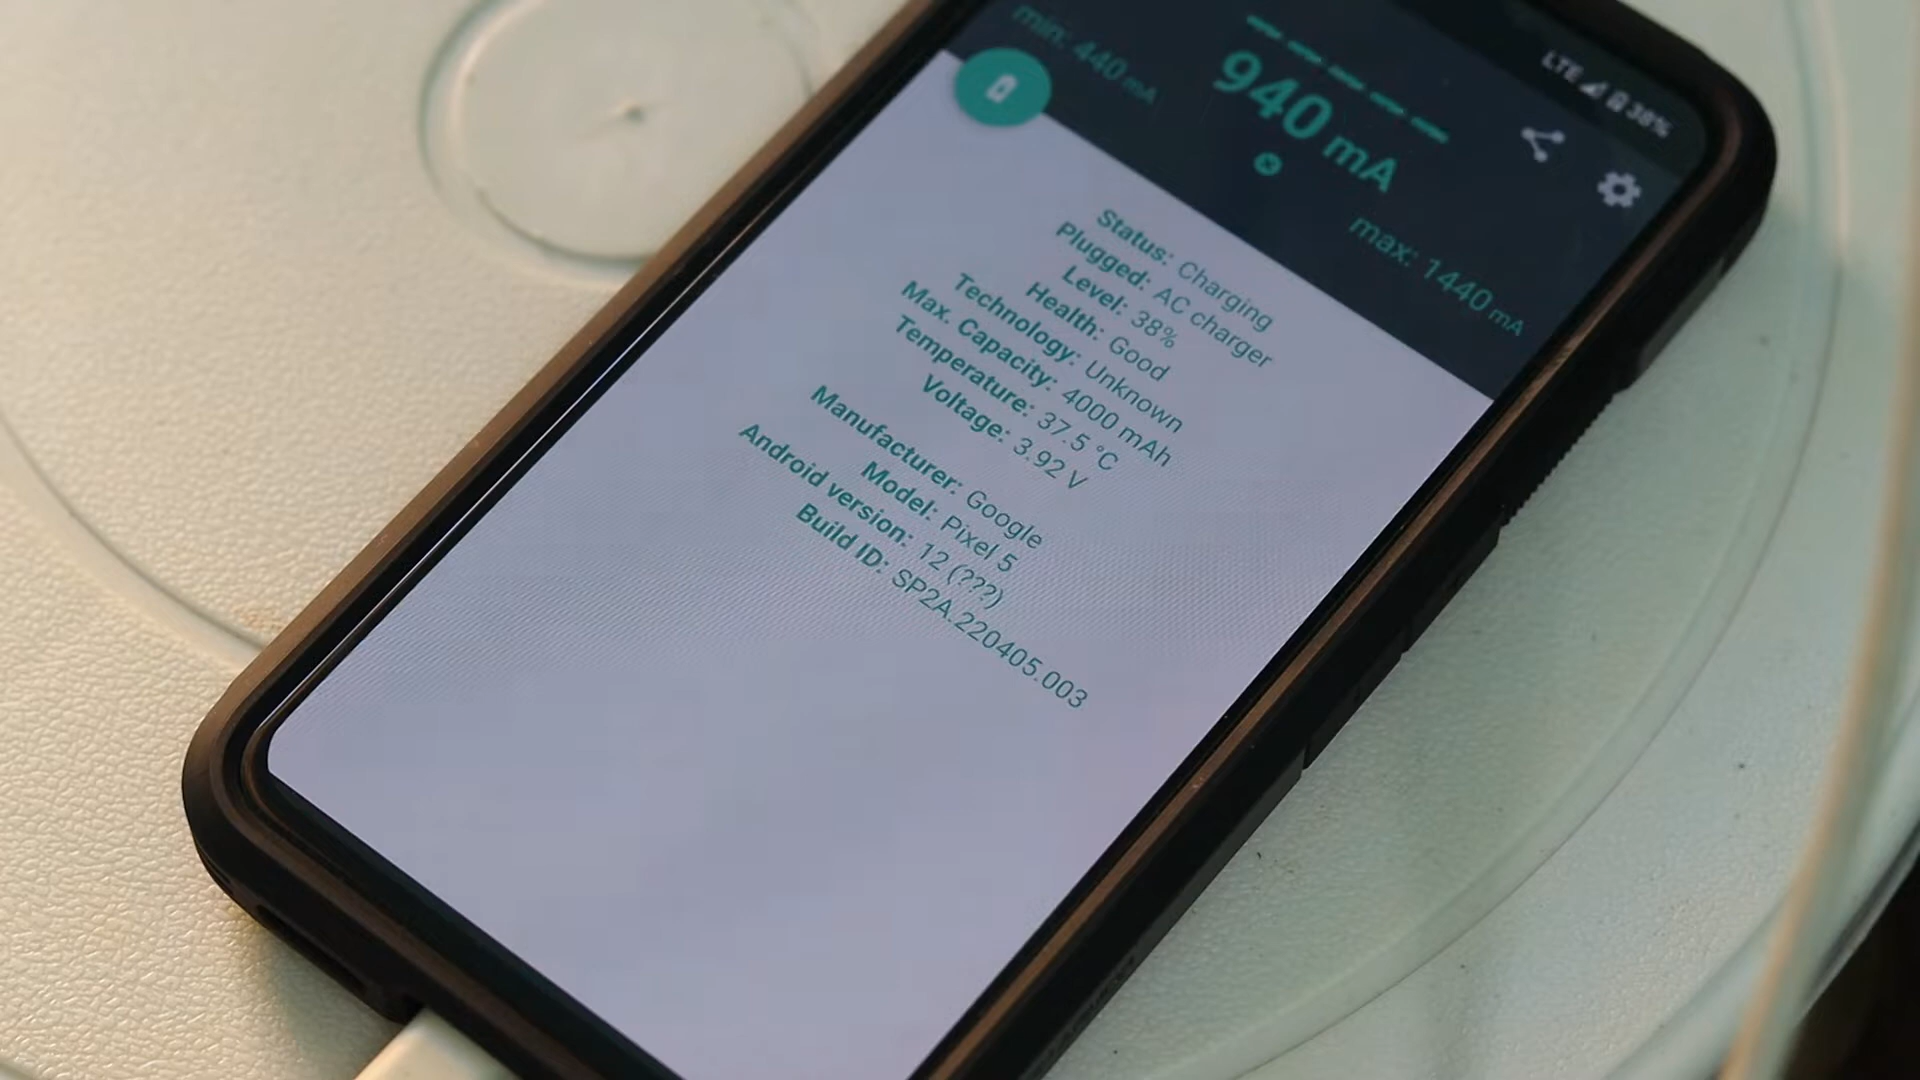 LTE 38%
940 mA
min: 440 mA
max: 1440 mA
Status: Charging
Plugged: AC charger
Level: 38%
Health: Good
Technology: Unknown
Max. Capacity: 4000 mAh
Temperature: 37.5 °C
Voltage: 3.92 V
Manufacturer: Google
Model: Pixel 5
Android version: 12 (???)
Build ID: SP2A.220405.003